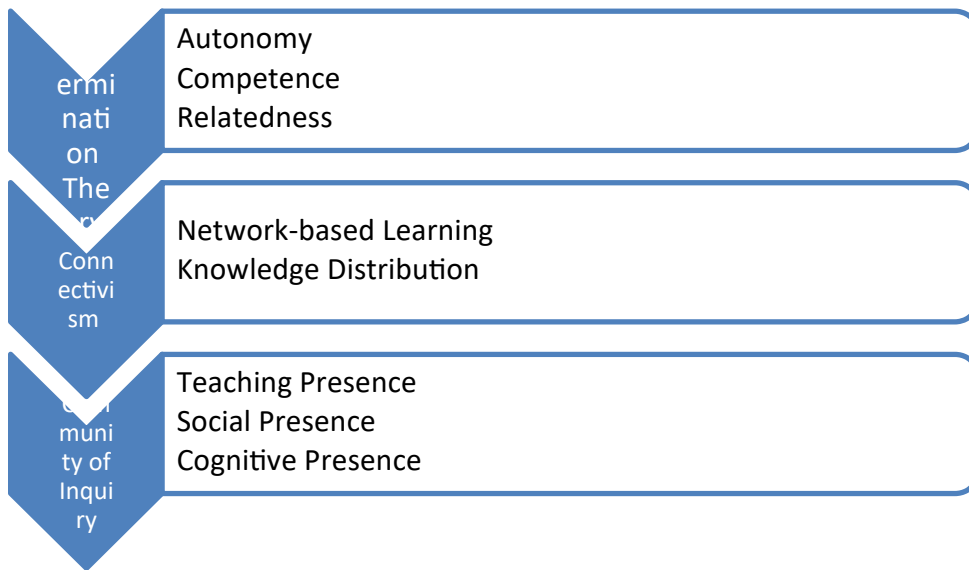 ermi
nati
on
The
Autonomy
Competence
Relatedness
Conn
ectivi
sm
Network-based Learning
Knowledge Distribution
muni
ty of
Inqui
ry
Teaching Presence
Social Presence
Cognitive Presence